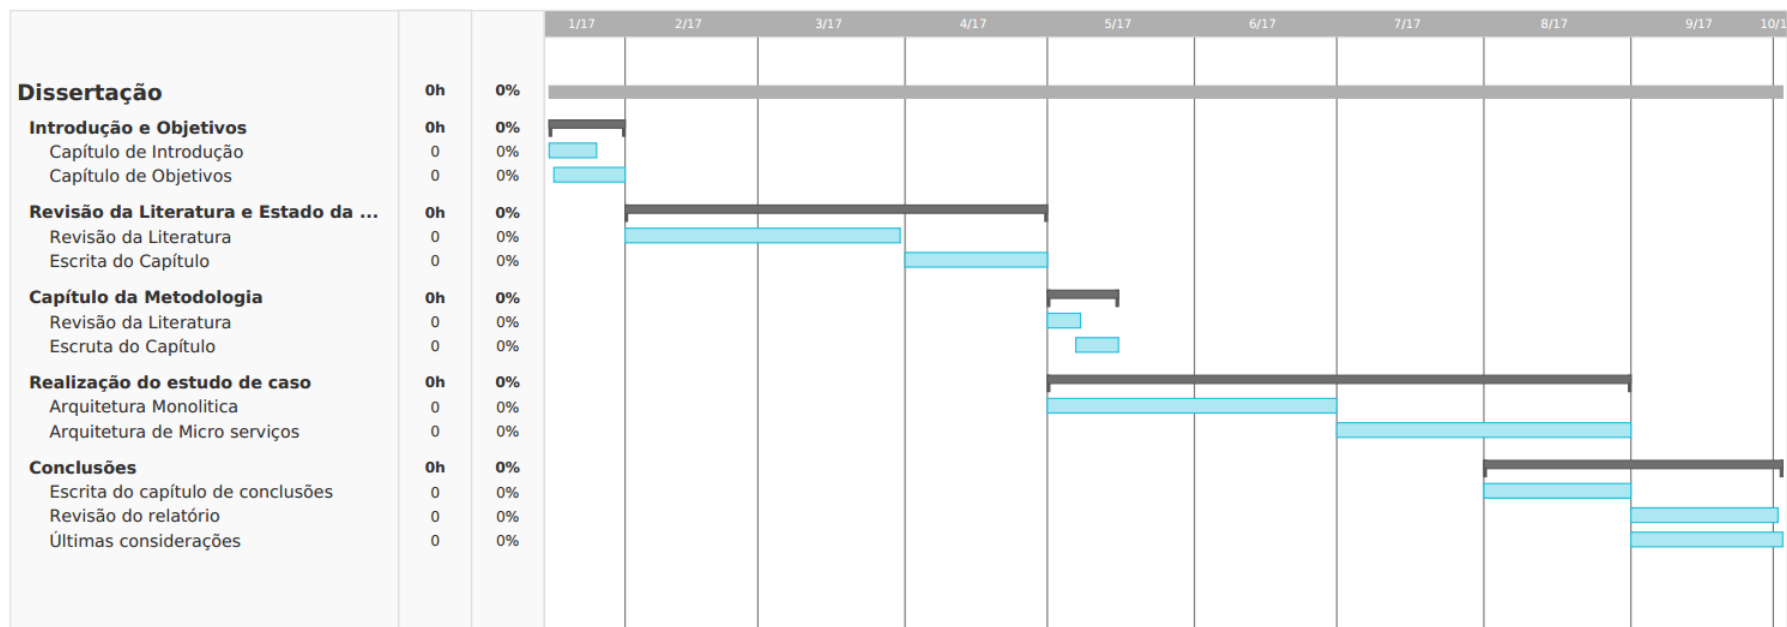 1/17 2/17 3/17 4/17 5/17 6/17 7/17 8/17 9/17 10/1
Dissertação 0h 0%
Introdução e Objetivos 0h 0%
Capítulo de Introdução 0 0%
Capítulo de Objetivos 0 0%
Revisão da Literatura e Estado da ... 0h 0%
Revisão da Literatura 0 0%
Escrita do Capítulo 0 0%
Capítulo da Metodologia 0h 0%
Revisão da Literatura 0 0%
Escruta do Capítulo 0 0%
Realização do estudo de caso 0h 0%
Arquitetura Monolitica 0 0%
Arquitetura de Micro serviços 0 0%
Conclusões 0h 0%
Escrita do capítulo de conclusões 0 0%
Revisão do relatório 0 0%
Últimas considerações 0 0%